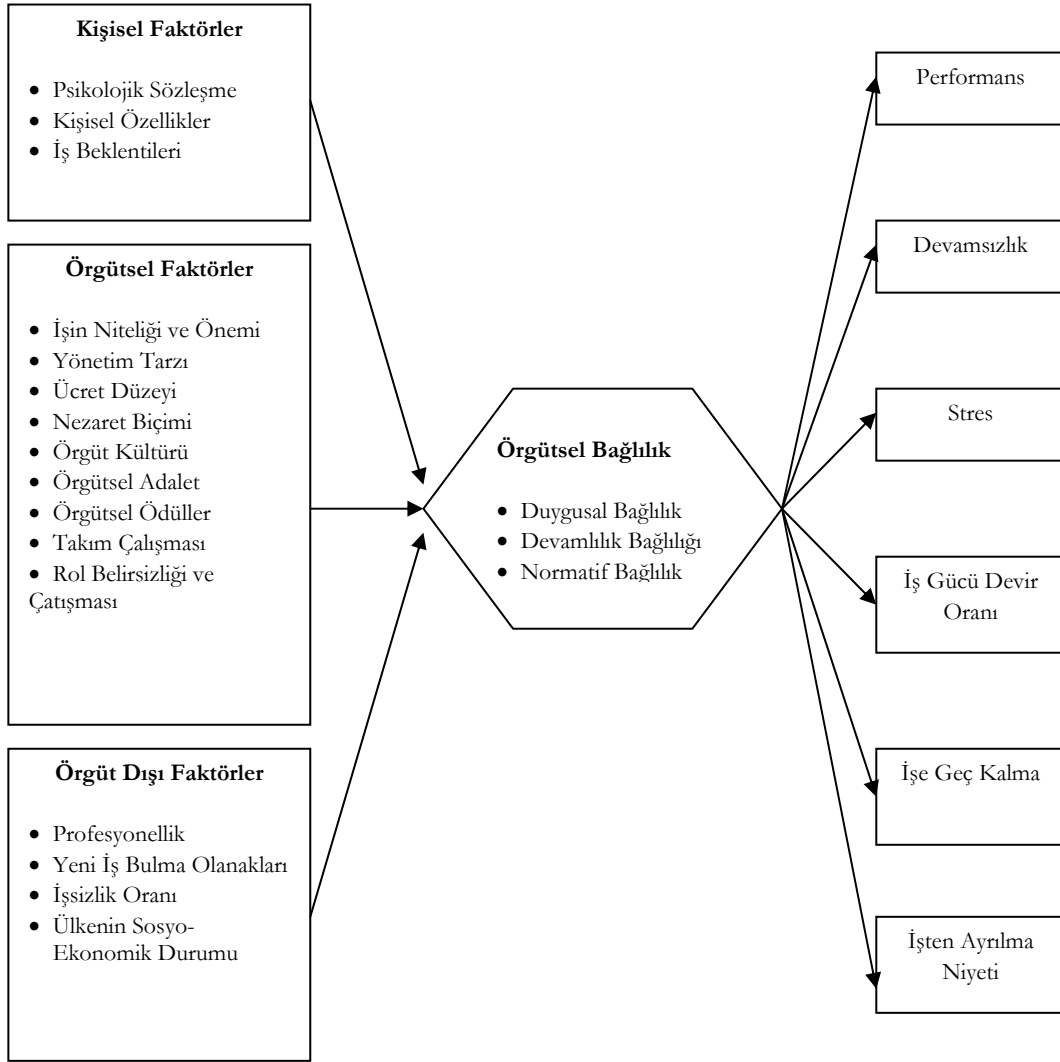 Kişisel Faktörler
• Psikolojik Sözleşme
• Kişisel Özellikler
• İş Beklentileri
Örgütsel Faktörler
• İşin Niteliği ve Önemi
• Yönetim Tarzı
• Ücret Düzeyi
• Nezaret Biçimi
• Örgüt Kültürü
• Örgütsel Adalet
• Örgütsel Ödüller
• Takım Çalışması
• Rol Belirsizliği ve
Çatışması
Örgüt Dışı Faktörler
• Profesyonellik
• Yeni İş Bulma Olanakları
• İşsizlik Oranı
• Ülkenin Sosyo-
Ekonomik Durumu
Örgütsel Bağlılık
• Duygusal Bağlılık
• Devamlılık Bağlılığı
• Normatif Bağlılık
Performans
Devamsızlık
Stres
İş Gücü Devir
Oranı
İşe Geç Kalma
İşten Ayrılma
Niyeti